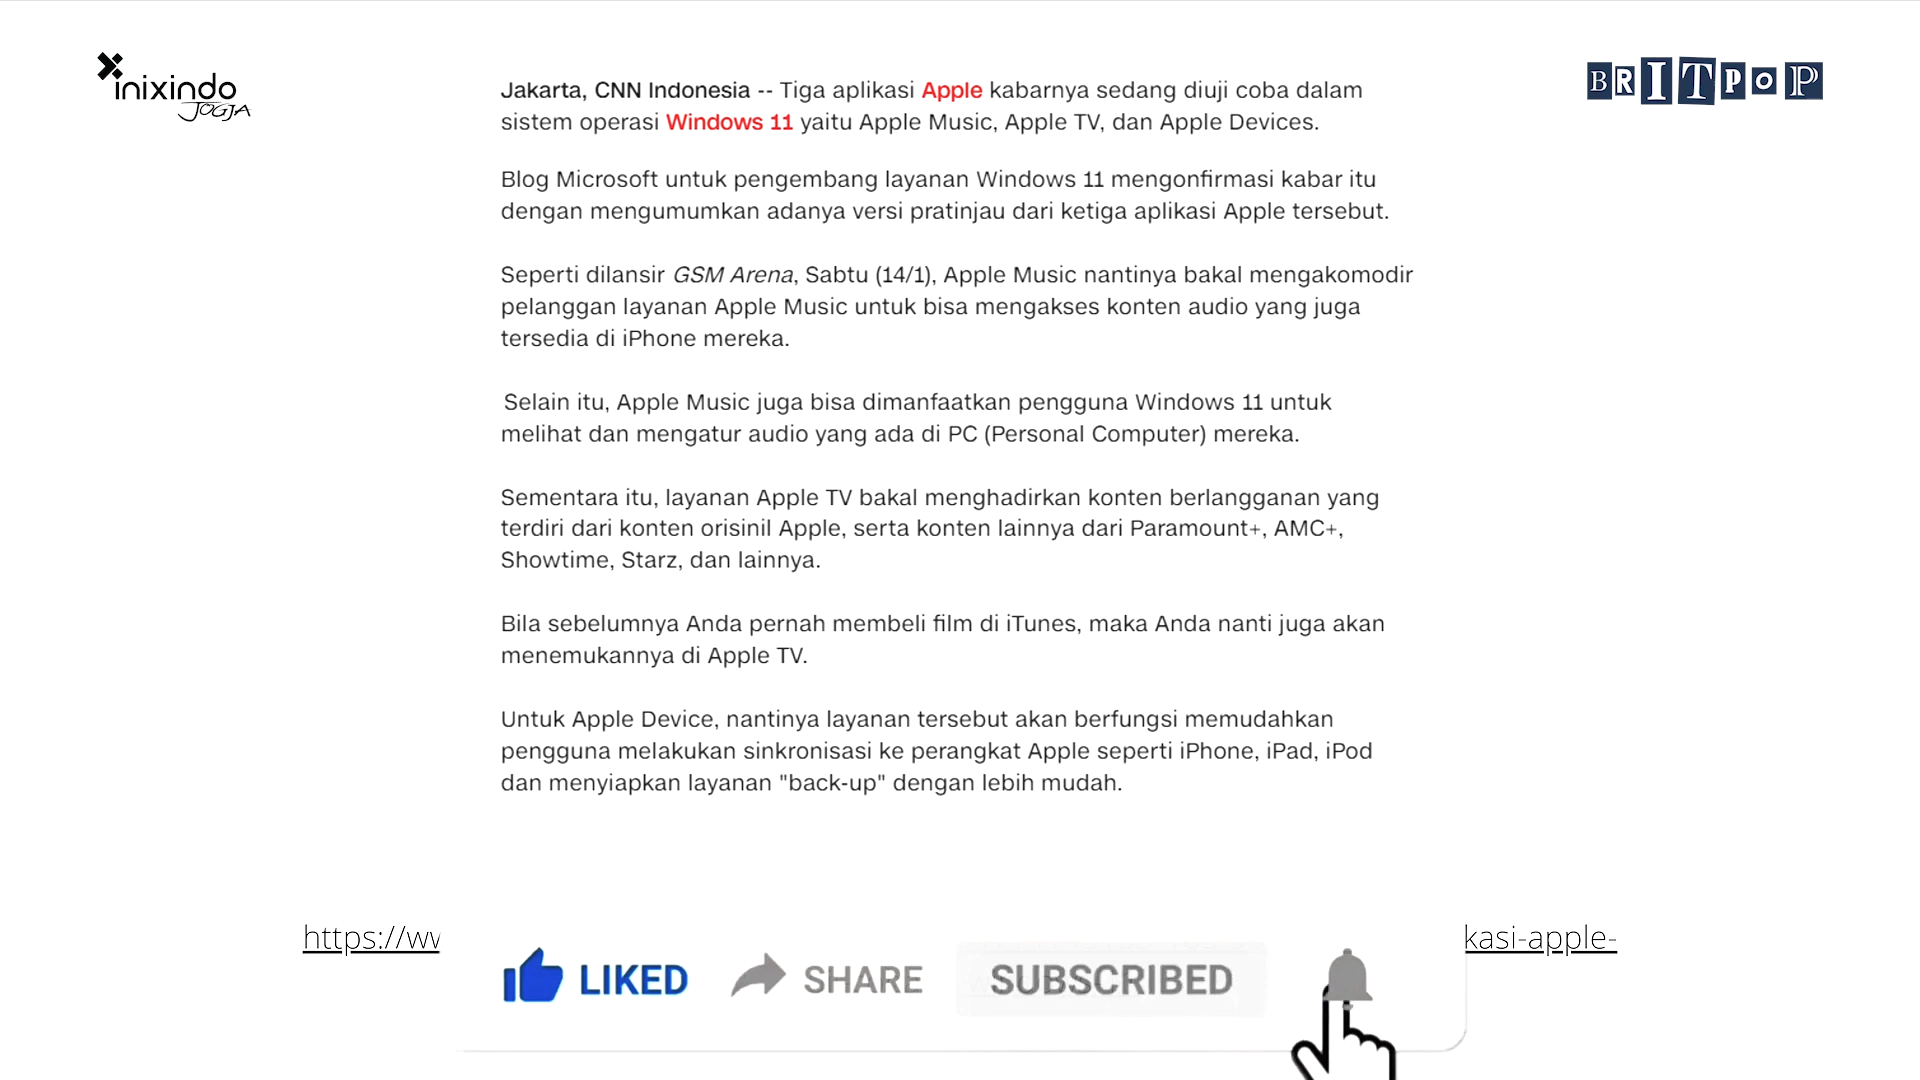 inixindo
JOGJA
BRITPOP
Jakarta, CNN Indonesia -- Tiga aplikasi Apple kabarnya sedang diuji coba dalam
sistem operasi Windows 11 yaitu Apple Music, Apple TV, dan Apple Devices.
Blog Microsoft untuk pengembang layanan Windows 11 mengonfirmasi kabar itu
dengan mengumumkan adanya versi pratinjau dari ketiga aplikasi Apple tersebut.
Seperti dilansir GSM Arena, Sabtu (14/1), Apple Music nantinya bakal mengakomodir
pelanggan layanan Apple Music untuk bisa mengakses konten audio yang juga
tersedia di iPhone mereka.
Selain itu, Apple Music juga bisa dimanfaatkan pengguna Windows 11 untuk
melihat dan mengatur audio yang ada di PC (Personal Computer) mereka.
Sementara itu, layanan Apple TV bakal menghadirkan konten berlangganan yang
terdiri dari konten orisinil Apple, serta konten lainnya dari Paramount+, AMC+,
Showtime, Starz, dan lainnya.
Bila sebelumnya Anda pernah membeli film di iTunes, maka Anda nanti juga akan
menemukannya di Apple TV.
Untuk Apple Device, nantinya layanan tersebut akan berfungsi memudahkan
pengguna melakukan sinkronisasi ke perangkat Apple seperti iPhone, iPad, iPod
dan menyiapkan layanan "back-up" dengan lebih mudah.
https://w kasi-apple-
LIKED SHARE SUBSCRIBED